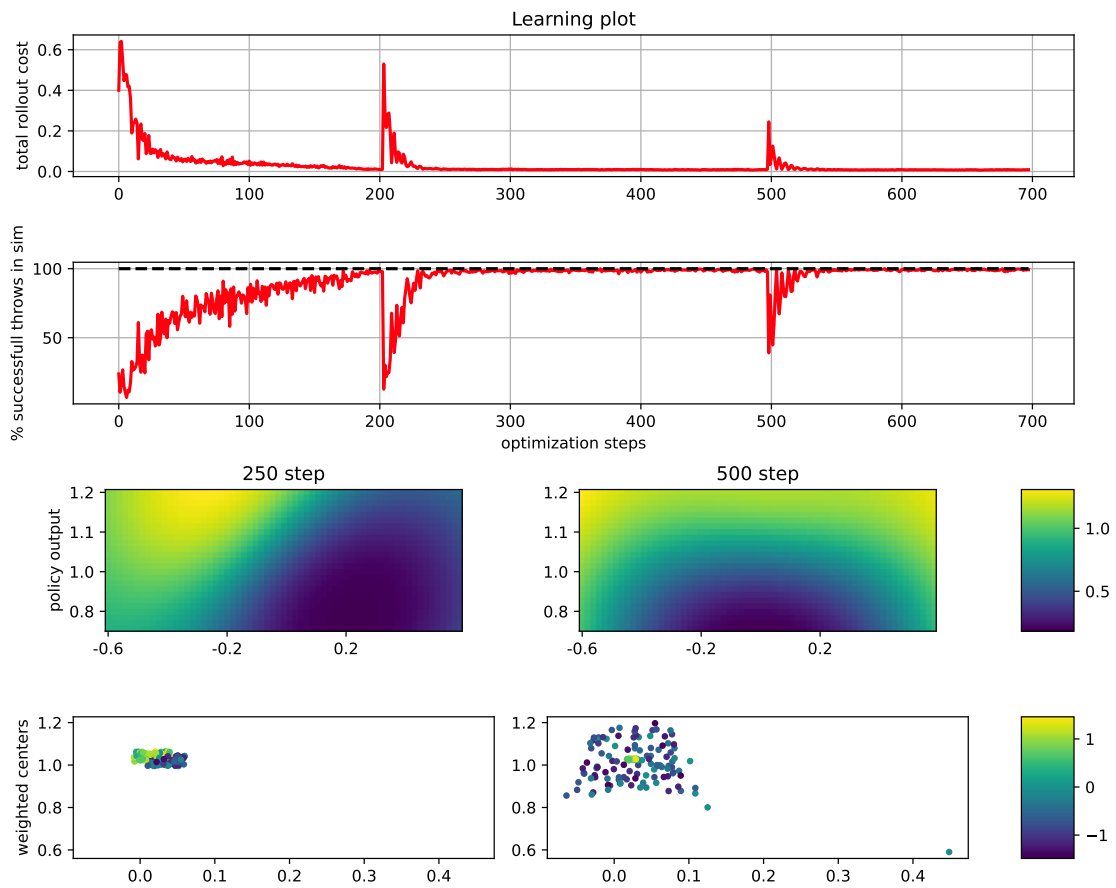 Learning plot
total rollout cost
0.6
0.4
0.2
0.0
0 100 200 300 400 500 600 700
% successfull throws in sim
100
50
0 100 200 300 400 500 600 700
optimization steps
250 step
500 step
policy output
1.2
1.1
1.0
0.8
-0.6 -0.2 0.2
1.2
1.1
1.0
0.8
-0.6 -0.2 0.2
1.0
0.5
weighted centers
1.2
1.0
0.8
0.6
0.0 0.1 0.2 0.3 0.4
1.2
1.0
0.8
0.6
0.0 0.1 0.2 0.3 0.4
1
0
−1